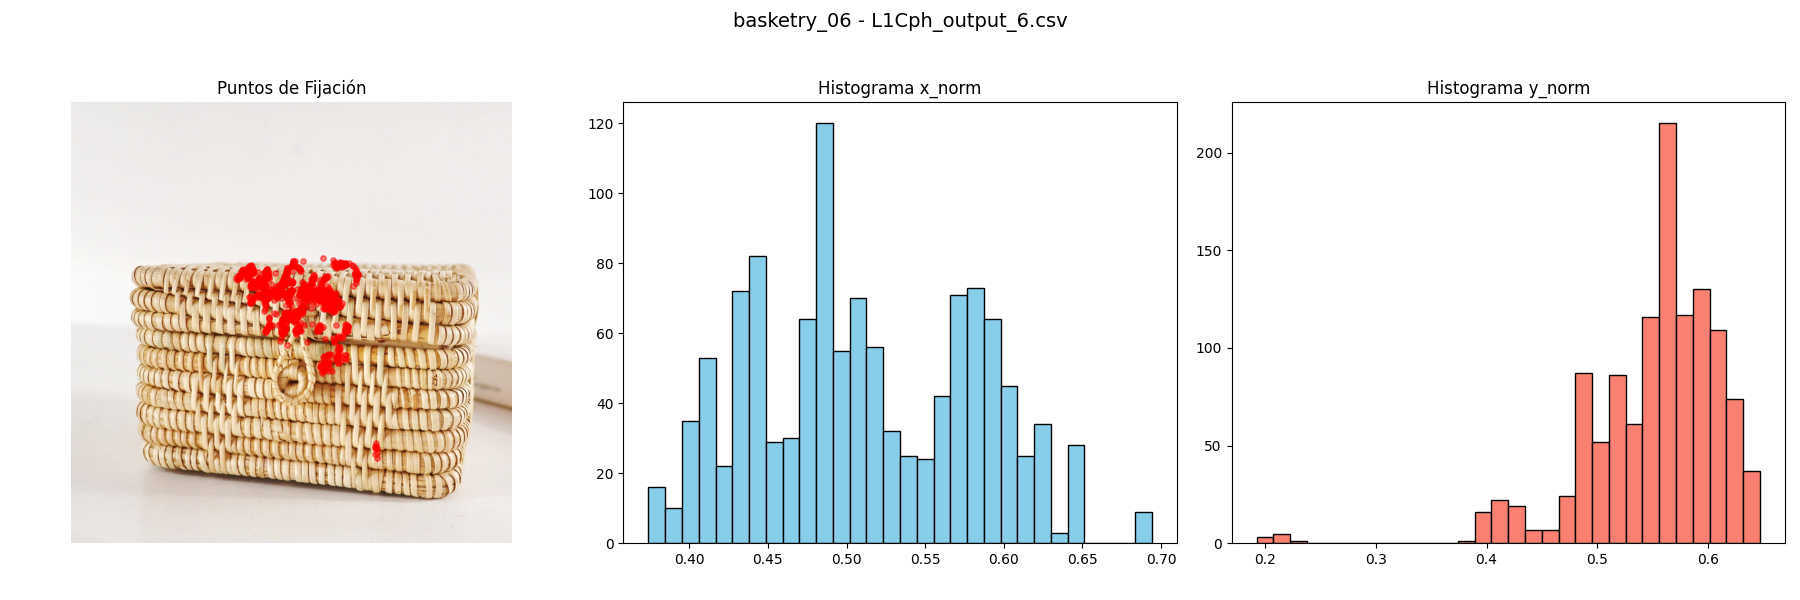 basketry_06 - L1Cph_output_6.csv
Puntos de Fijación
Histograma x_norm
120
100
80
60
40
20
0
0.40 0.45 0.50 0.55 0.60 0.65 0.70
Histograma y_norm
200
150
100
50
0
0.2 0.3 0.4 0.5 0.6